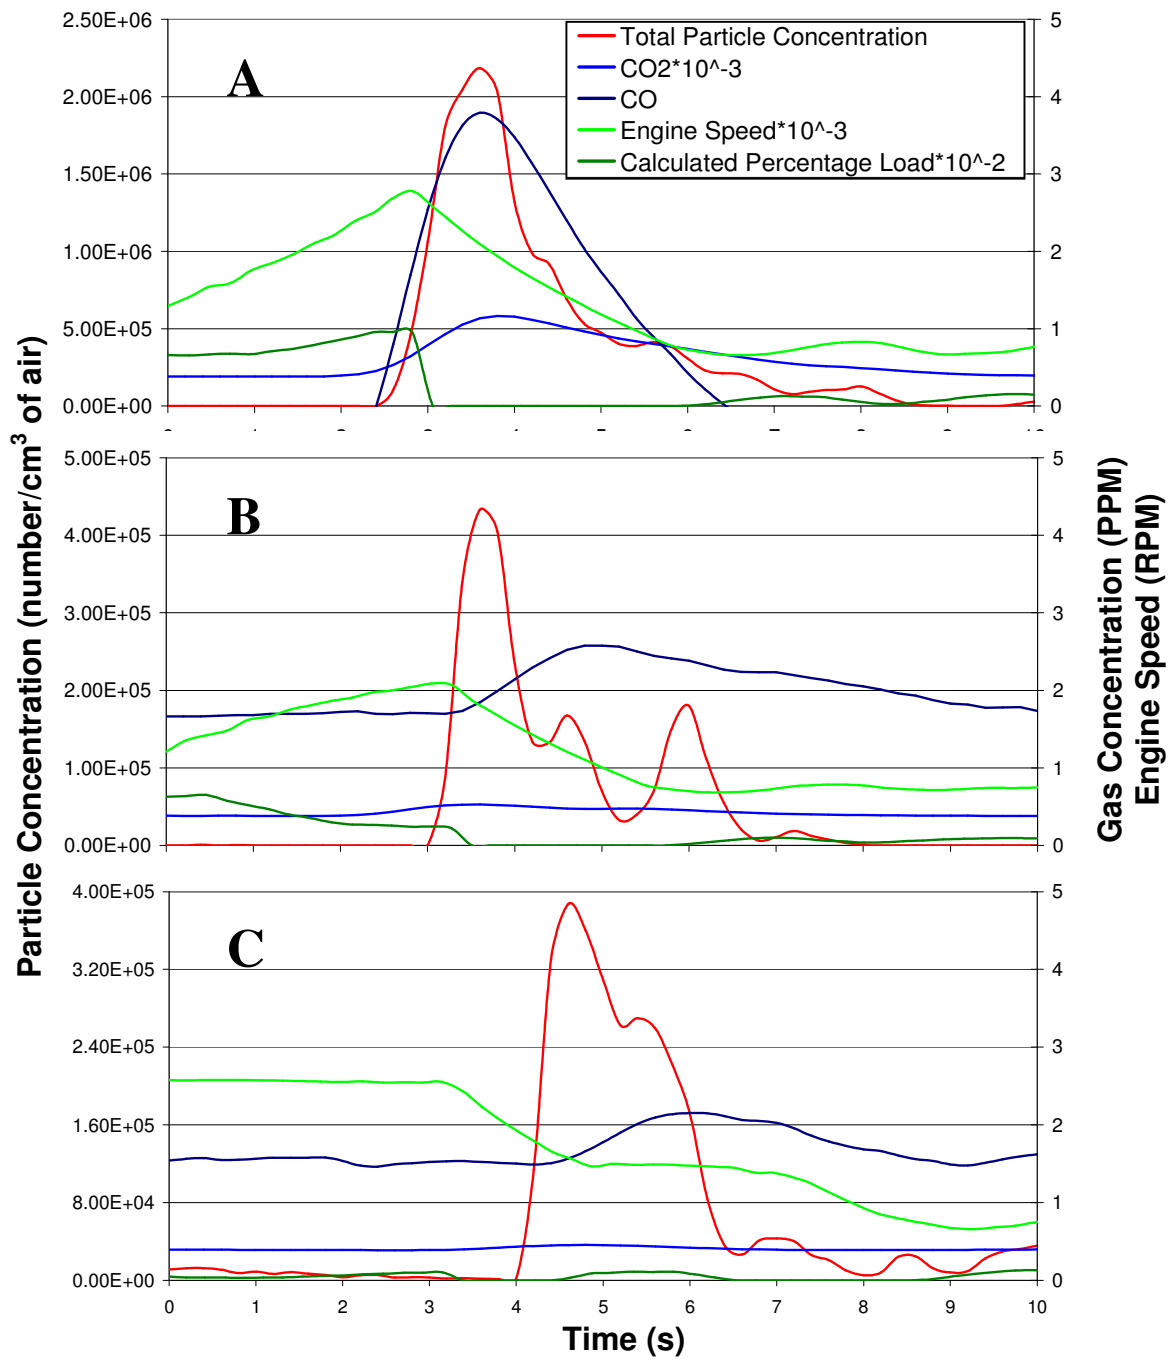 2.50E+06
2.00E+06
1.50E+06
1.00E+06
5.00E+05
0.00E+00
A
Total Particle Concentration
CO2*10^-3
CO
Engine Speed*10^-3
Calculated Percentage Load*10^-2
5
4
3
2
1
0
5.00E+05
4.00E+05
3.00E+05
2.00E+05
1.00E+05
0.00E+00
B
5
4
3
2
1
0
4.00E+05
3.20E+05
2.40E+05
1.60E+05
8.00E+04
0.00E+00
C
5
4
3
2
1
0
0 1 2 3 4 5 6 7 8 9 10
Time (s)
Particle Concentration (number/cm³ of air)
Gas Concentration (PPM)
Engine Speed (RPM)